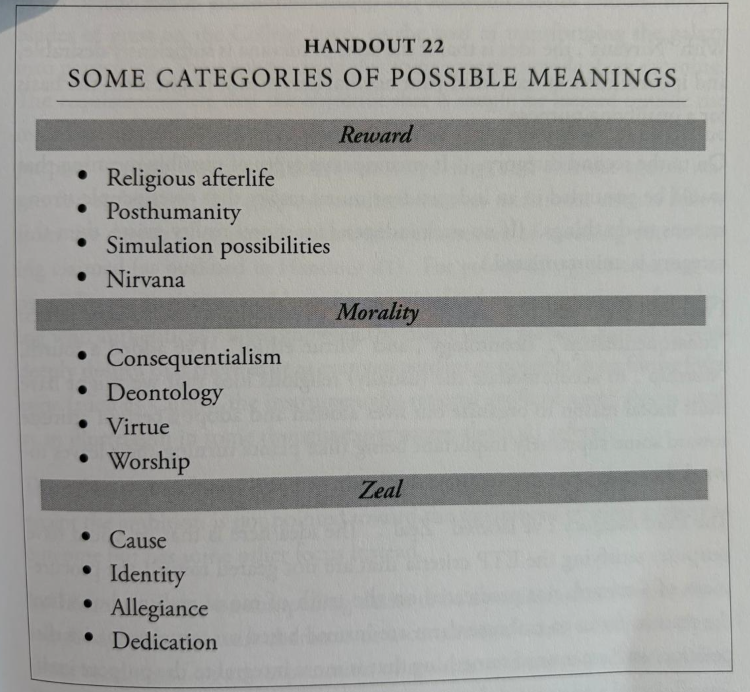 HANDOUT 22
SOME CATEGORIES OF POSSIBLE MEANINGS
Reward
• Religious afterlife
• Posthumanity
• Simulation possibilities
• Nirvana
Morality
• Consequentialism
• Deontology
• Virtue
• Worship
Zeal
• Cause
• Identity
• Allegiance
• Dedication